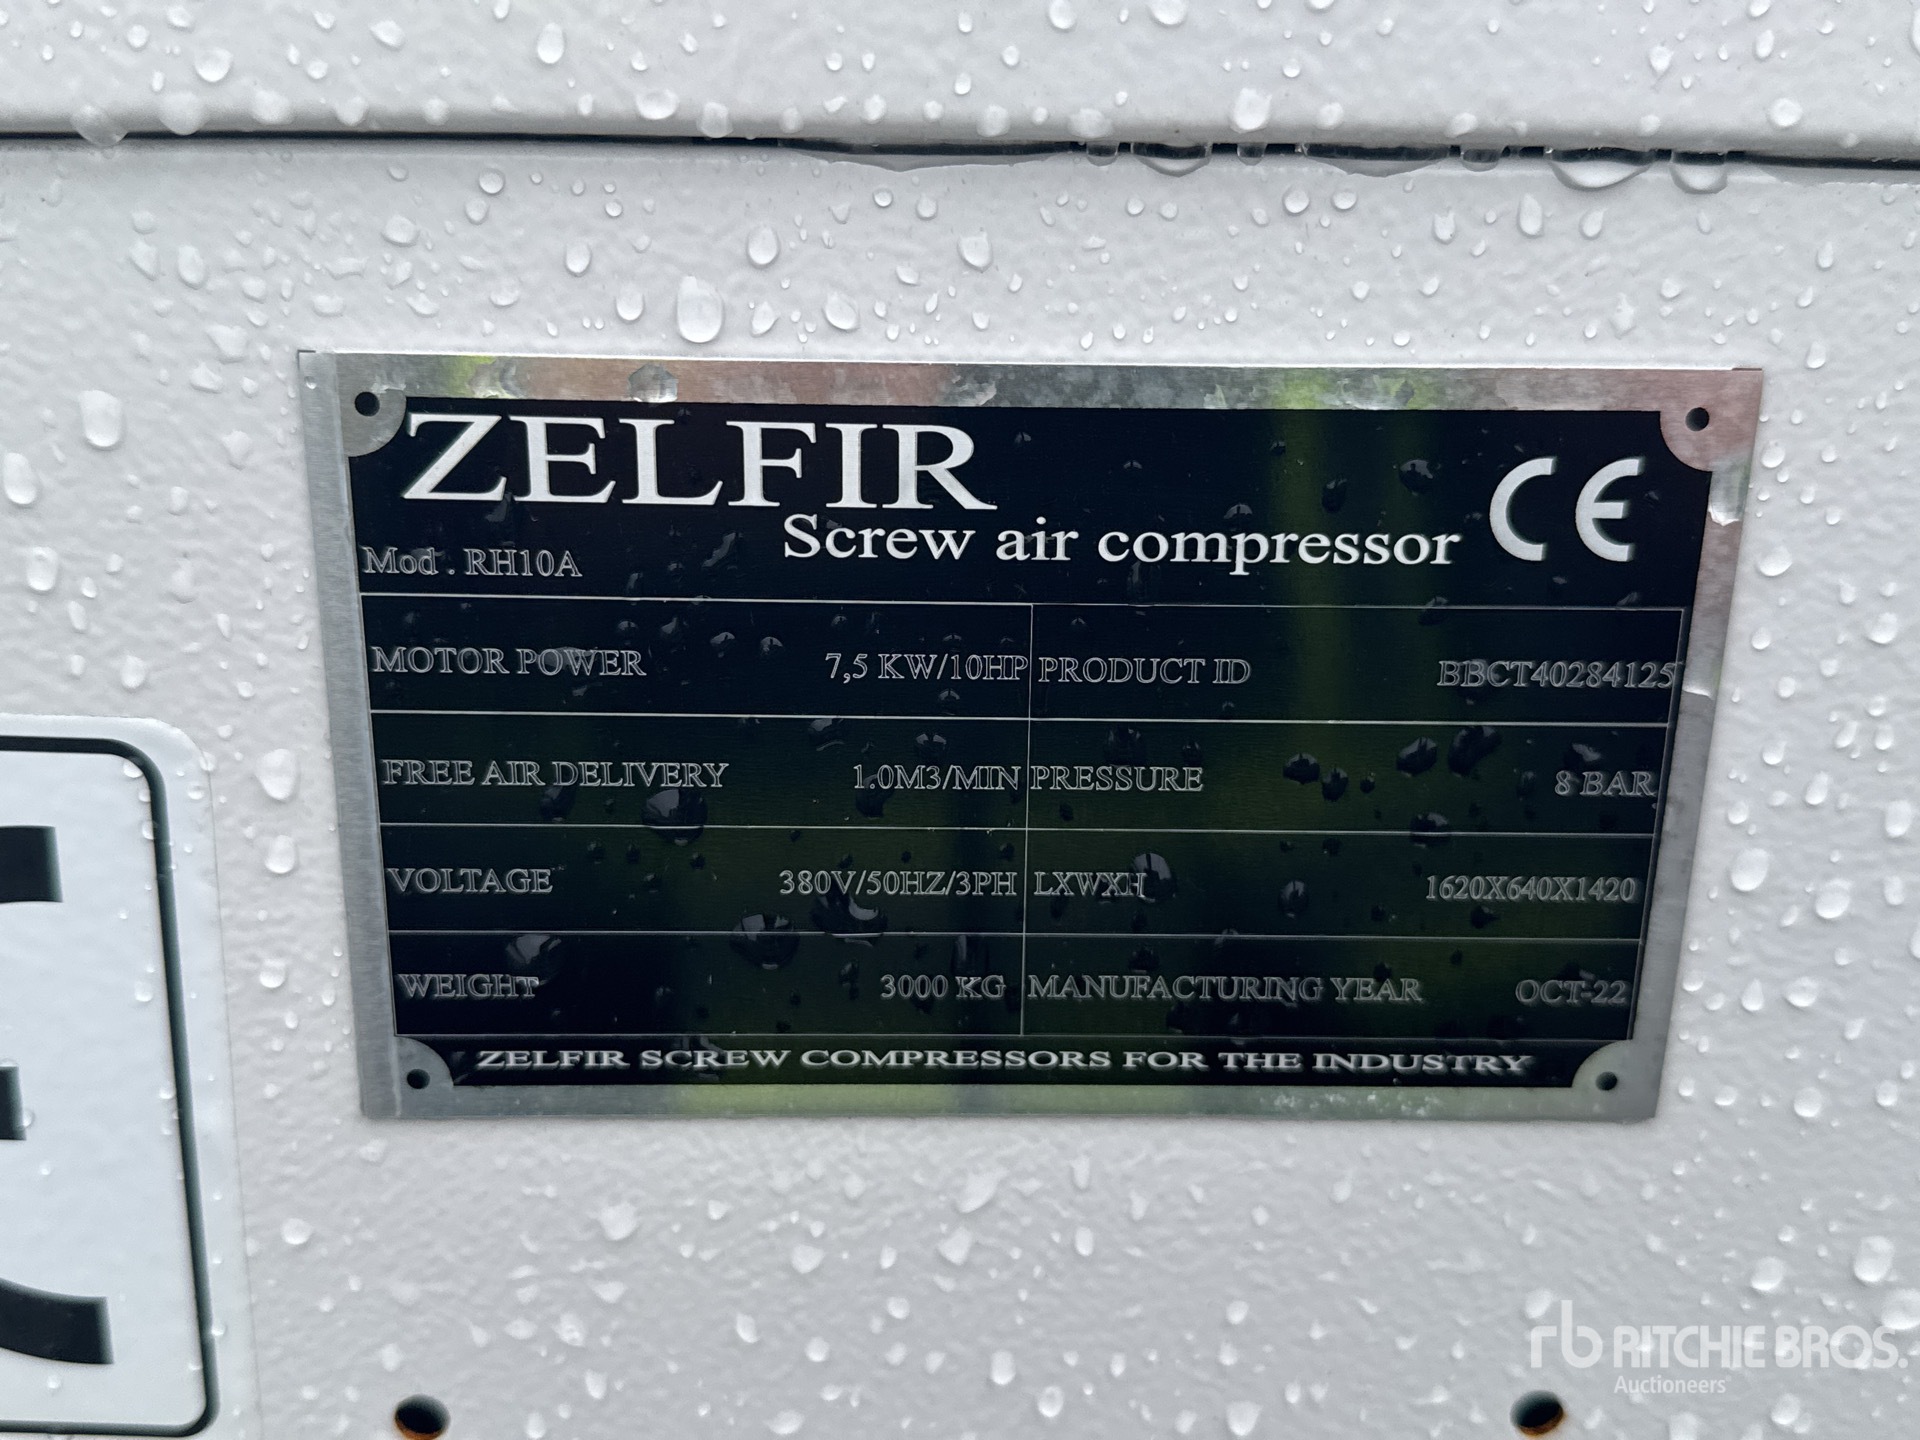 ZELFIR
Screw air compressor
CE
Mod . RH10A
MOTOR POWER 7,5 KW/10HP PRODUCT ID BBCT40284125
FREE AIR DELIVERY 1.0M3/MIN PRESSURE 8 BAR
VOLTAGE 380V/50HZ/3PH LXWXH 1620X640X1420
WEIGHT 3000 KG MANUFACTURING YEAR OCT-22
ZELFIR SCREW COMPRESSORS FOR THE INDUSTRY
rb RITCHIE BROS.
Auctioneers